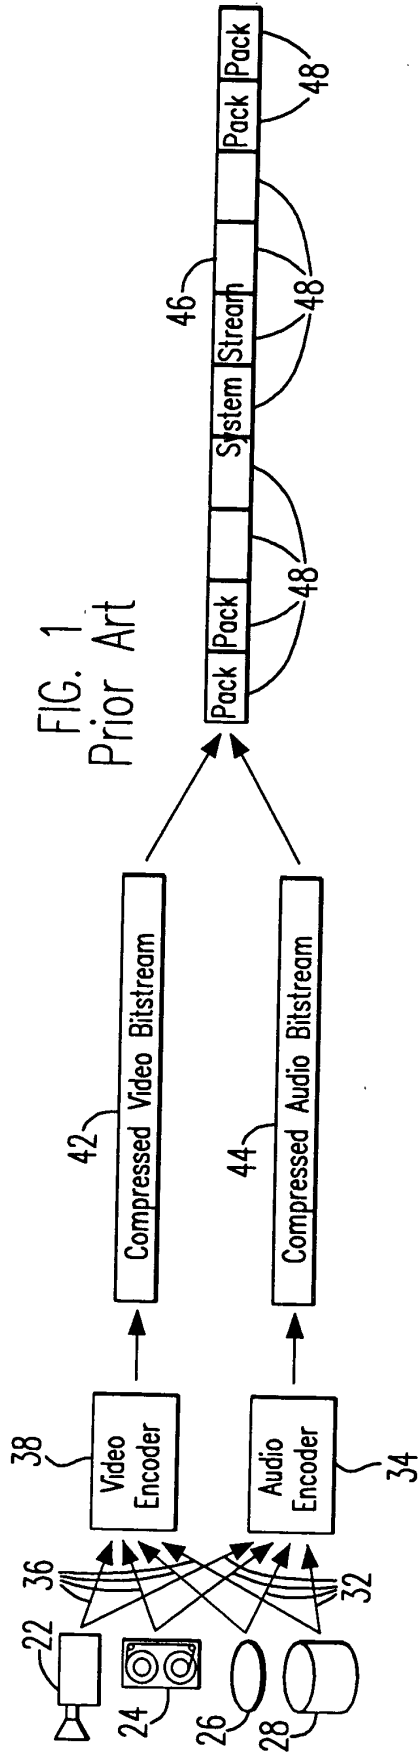 FIG. 1
Prior Art
22
24
26
28
36
32
38
Video
Encoder
Audio
Encoder
34
42
Compressed Video Bitstream
44
Compressed Audio Bitstream
46
Pack Pack System Stream Pack Pack
48 48 48